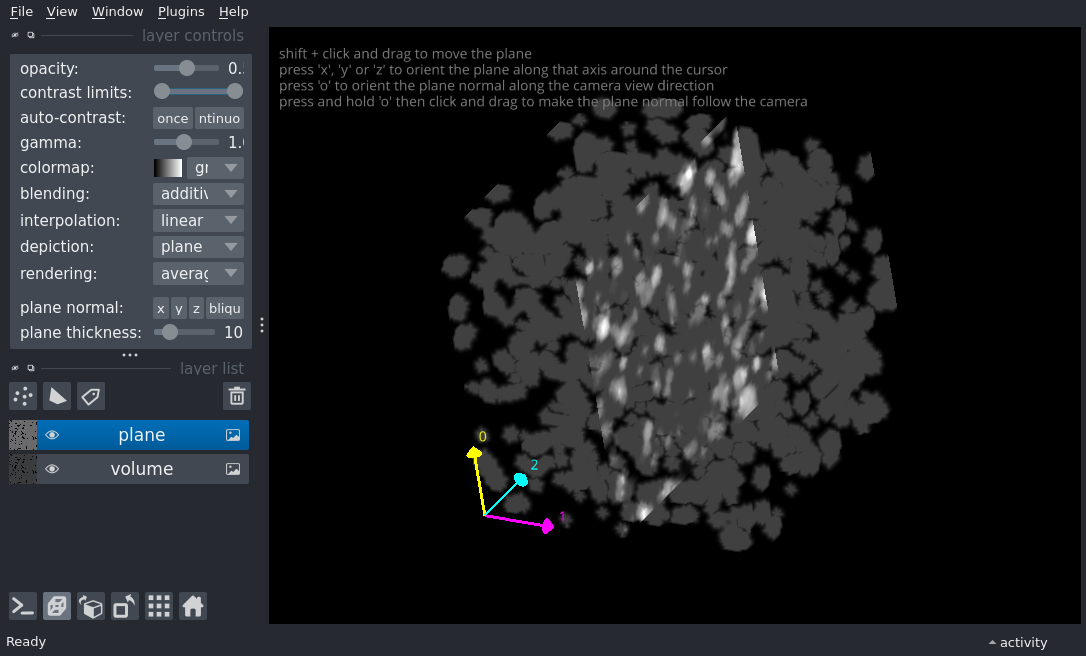 File View Window Plugins Help
layer controls
opacity: 0.
contrast limits:
auto-contrast: once ntinuo
gamma: 1.
colormap: gr
blending: additiv
interpolation: linear
depiction: plane
rendering: averag
plane normal: x y z bliqu
plane thickness: 10
layer list
plane
volume
shift + click and drag to move the plane
press 'x', 'y' or 'z' to orient the plane along that axis around the cursor
press 'o' to orient the plane normal along the camera view direction
press and hold 'o' then click and drag to make the plane normal follow the camera
0
2
1
Ready
activity